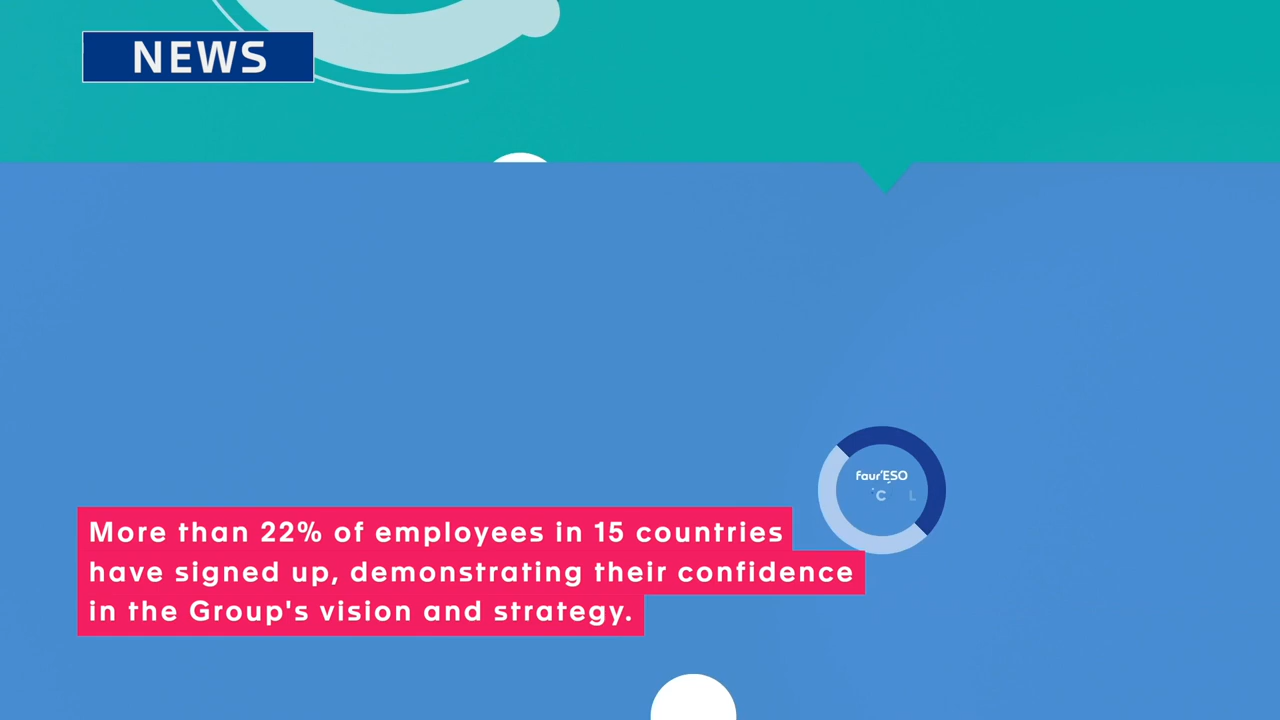 NEWS
faur'ESO
More than 22% of employees in 15 countries
have signed up, demonstrating their confidence
in the Group's vision and strategy.